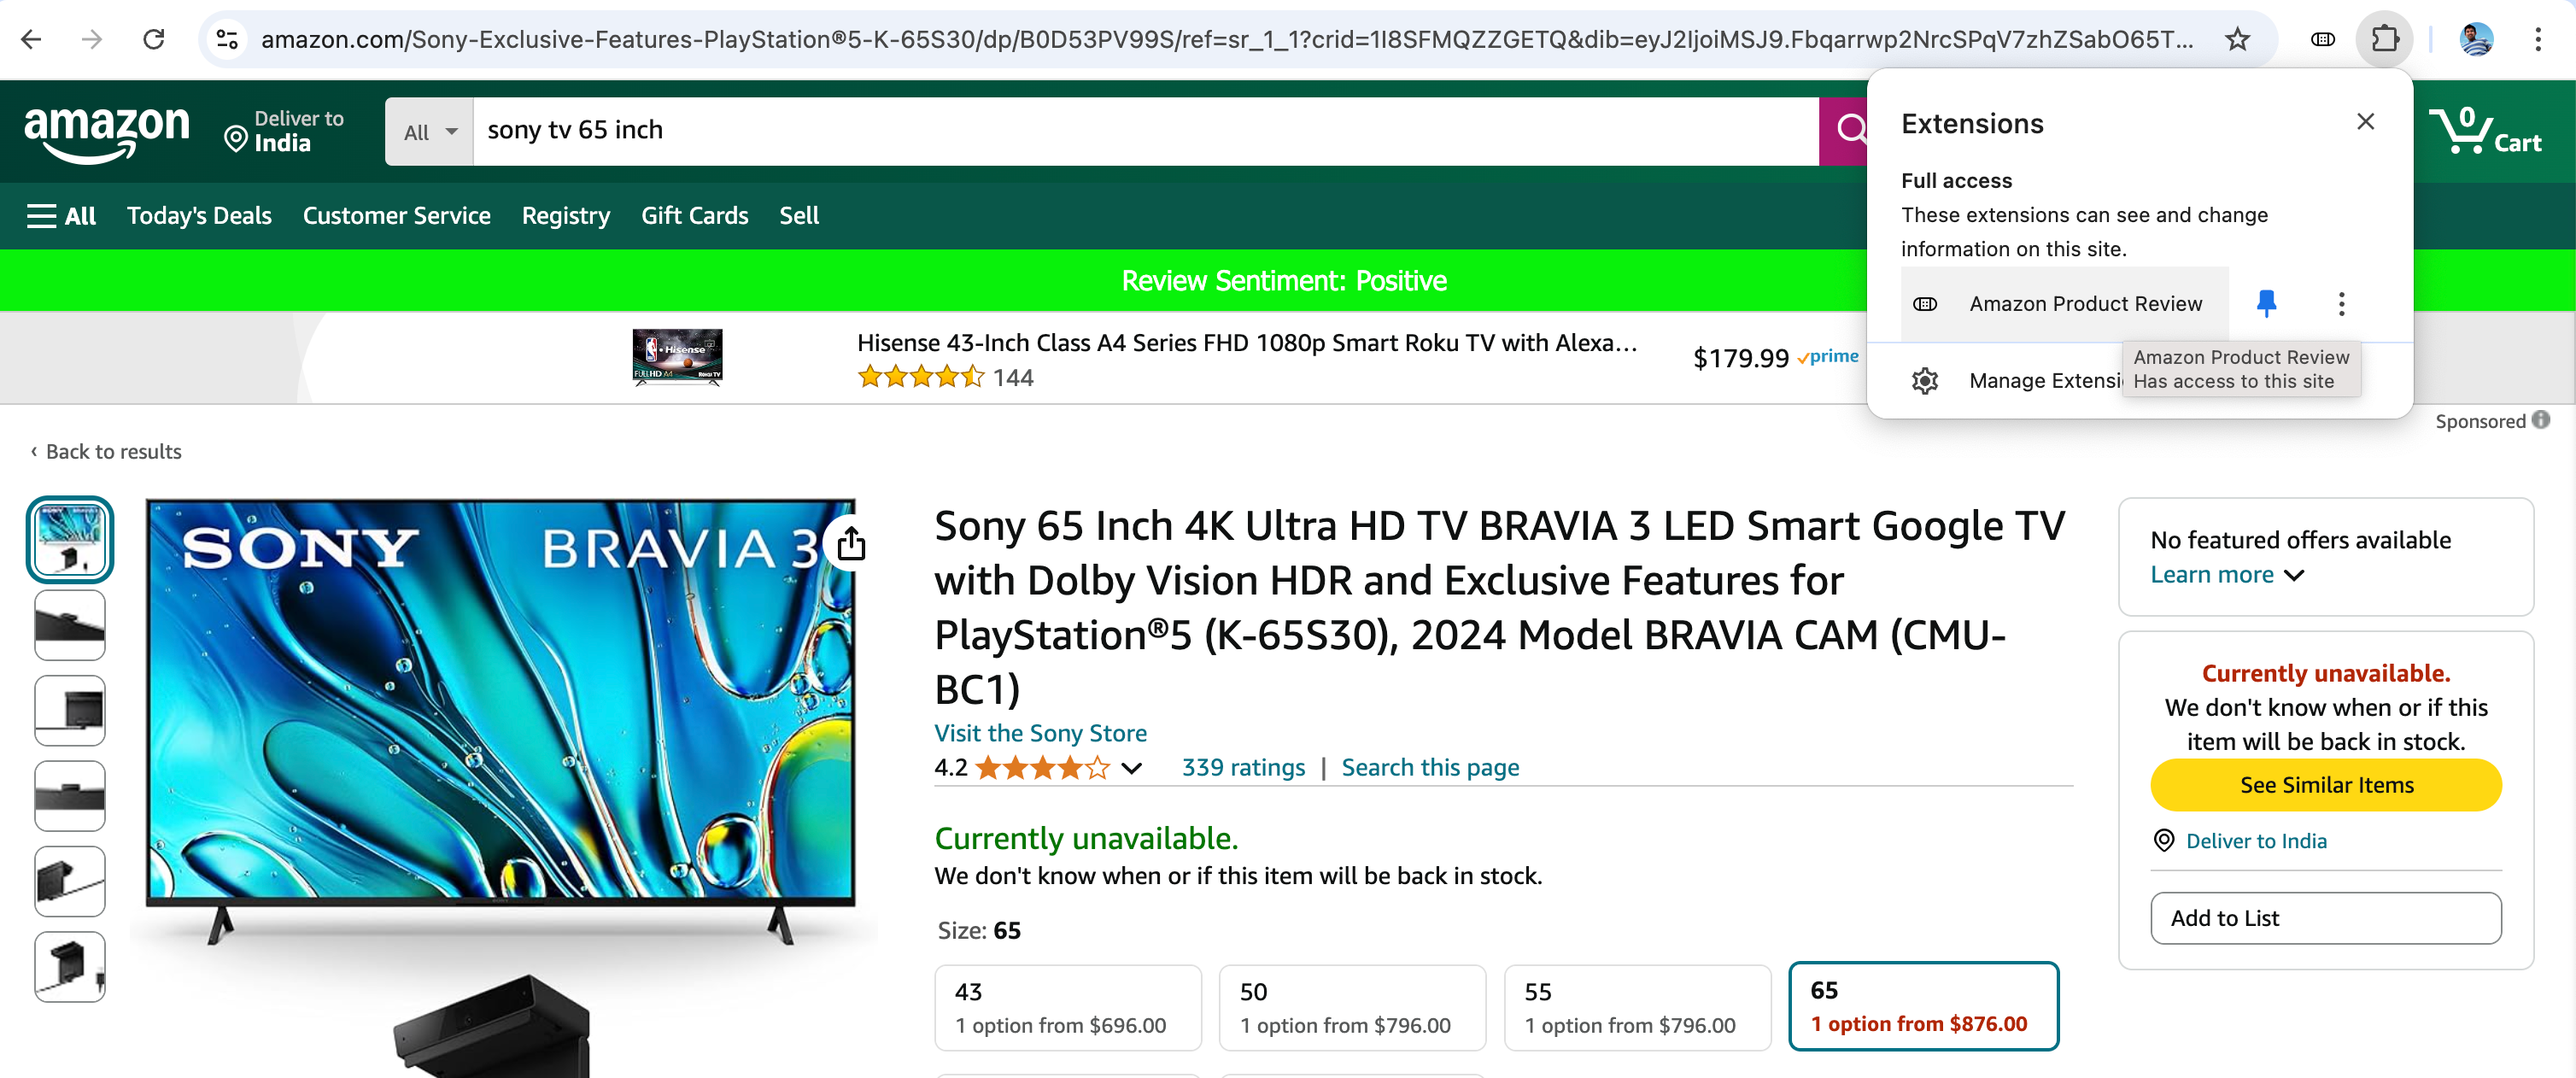 amazon.com/Sony-Exclusive-Features-PlayStation®5-K-65S30/dp/B0D53PV99S/ref=sr_1_1?crid=1I8SFMQZZGETQ&dib=eyJ2IjoiMSJ9.Fbqarrwp2NrcSPqV7zhZSabO65T...
amazon
Deliver to
India
All
sony tv 65 inch
0
Cart
Extensions
Full access
These extensions can see and change
information on this site.
Amazon Product Review
Manage Extensi
Amazon Product Review
Has access to this site
All Today's Deals Customer Service Registry Gift Cards Sell
Review Sentiment: Positive
Hisense
FULL HD A4
Roku TV
Hisense 43-Inch Class A4 Series FHD 1080p Smart Roku TV with Alexa...
144
$179.99 prime
Sponsored
‹ Back to results
SONY BRAVIA 3
Sony 65 Inch 4K Ultra HD TV BRAVIA 3 LED Smart Google TV
with Dolby Vision HDR and Exclusive Features for
PlayStation®5 (K-65S30), 2024 Model BRAVIA CAM (CMU-
BC1)
Visit the Sony Store
4.2 339 ratings | Search this page
Currently unavailable.
We don't know when or if this item will be back in stock.
Size: 65
43
1 option from $696.00
50
1 option from $796.00
55
1 option from $796.00
65
1 option from $876.00
No featured offers available
Learn more
Currently unavailable.
We don't know when or if this
item will be back in stock.
See Similar Items
Deliver to India
Add to List